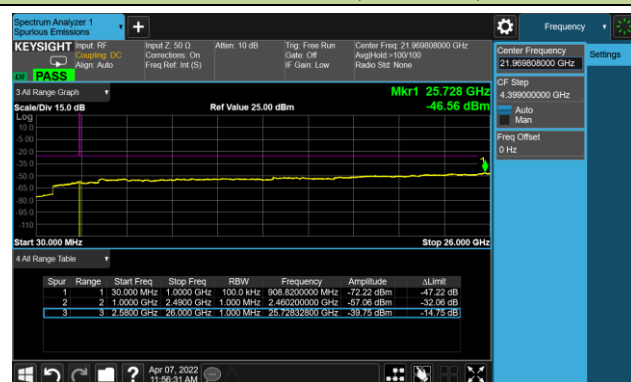 Spectrum Analyzer 1
Spurious Emissions
Frequency
KEYSIGHT
Input: RF
Coupling: DC
Align: Auto
Input Z: 50 Ω
Corrections: On
Freq Ref: Int (S)
Atten: 10 dB
Trig: Free Run
Gate: Off
IF Gain: Low
Center Freq: 21.969808000 GHz
Avg|Hold:>100/100
Radio Std: None
PASS
Center Frequency
21.969808000 GHz
Settings
CF Step
4.399000000 GHz
Auto
Man
Freq Offset
0 Hz
3 All Range Graph
Mkr1 25.728 GHz
Scale/Div 15.0 dB
Ref Value 25.00 dBm
-46.56 dBm
Log
10.0
-5.00
-20.0
-35.0
-50.0
-65.0
-80.0
-95.0
-110
1
Start 30.000 MHz
Stop 26.000 GHz
4 All Range Table
Spur Range Start Freq Stop Freq RBW Frequency Amplitude ΔLimit
1 1 30.000 MHz 1.0000 GHz 100.0 kHz 908.8200000 MHz -72.22 dBm -47.22 dB
2 2 1.0000 GHz 2.4900 GHz 1.000 MHz 2.460200000 GHz -57.06 dBm -32.06 dB
3 3 2.5800 GHz 26.000 GHz 1.000 MHz 25.72832800 GHz -39.75 dBm -14.75 dB
?
Apr 07, 2022
11:56:31 AM